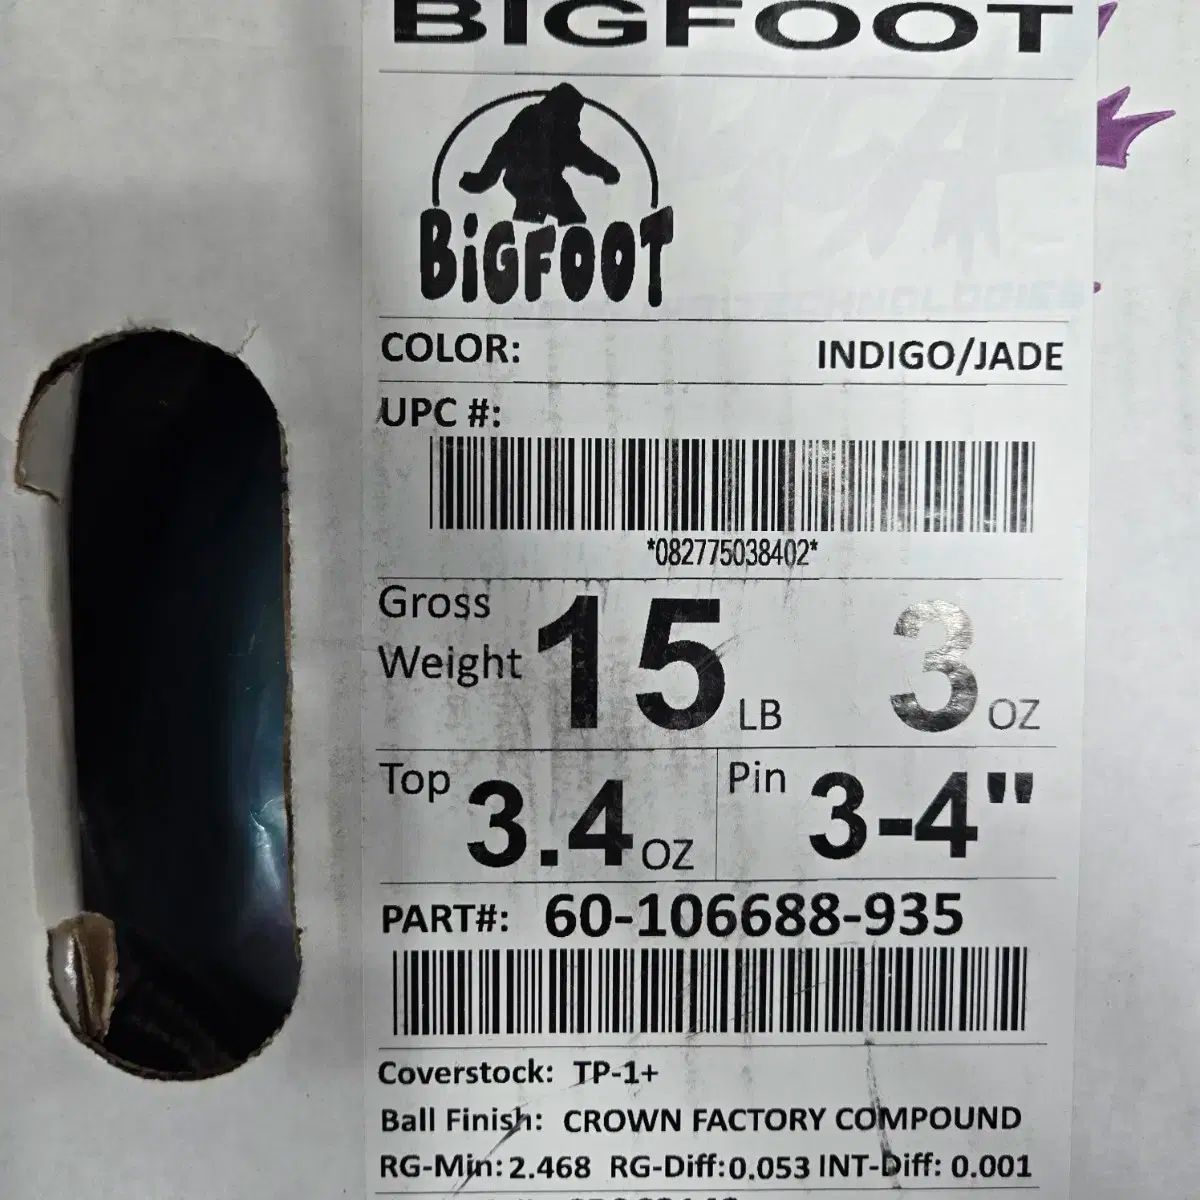 BIGFOOT
BiGFOOT
COLOR: INDIGO/JADE
UPC #:
*082775038402*
Gross Weight 15 LB 3 OZ
Top 3.4 OZ Pin 3-4"
PART#: 60-106688-935
Coverstock: TP-1+
Ball Finish: CROWN FACTORY COMPOUND
RG-Min: 2.468 RG-Diff: 0.053 INT-Diff: 0.001